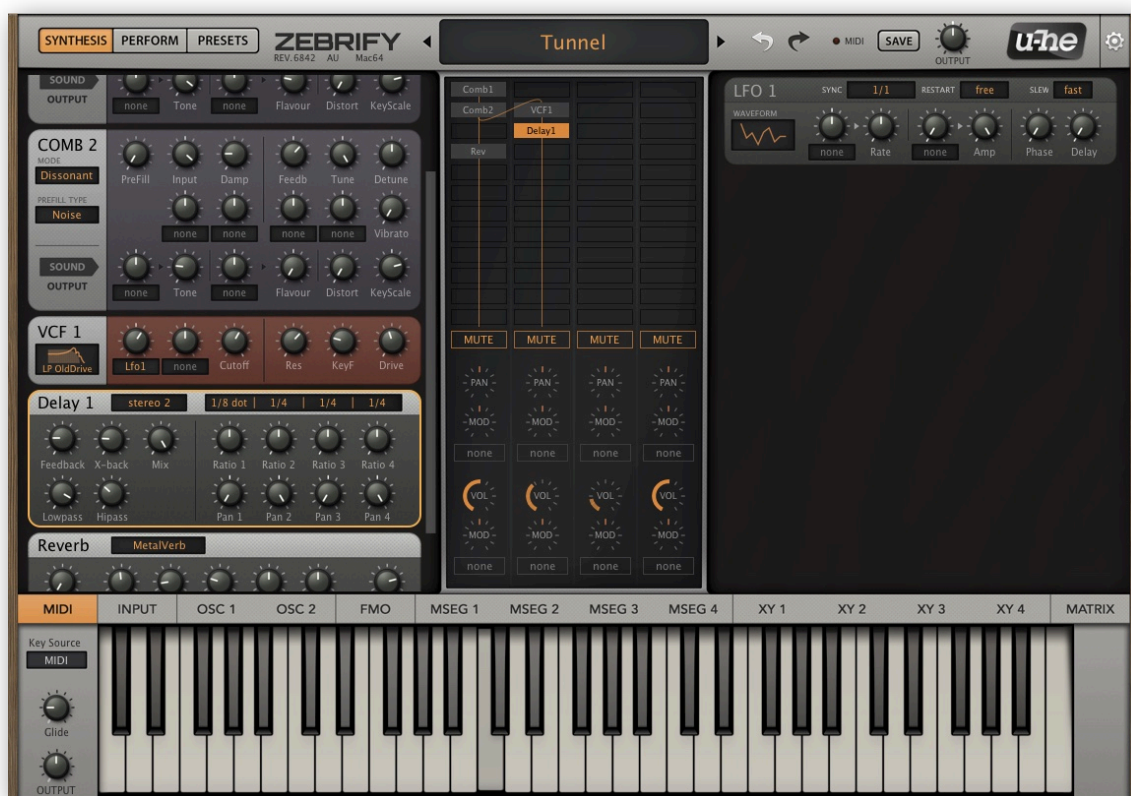 SYNTHESIS PERFORM PRESETS ZEBRIFY Tunnel MIDI SAVE OUTPUT u-he
REV.6842 AU Mac64
SOUND
OUTPUT none Tone none Flavour Distort KeyScale
COMB 2
MODE
Dissonant
PREFILL TYPE
Noise
PreFill Input Damp Feedb Tune Detune
none none none none Vibrato
SOUND
OUTPUT
none Tone none Flavour Distort KeyScale
VCF 1
LP OldDrive
Lfo1 none Cutoff Res KeyF Drive
Delay 1 stereo 2 1/8 dot | 1/4 | 1/4 | 1/4
Feedback X-back Mix Ratio 1 Ratio 2 Ratio 3 Ratio 4
Lowpass Hipass Pan 1 Pan 2 Pan 3 Pan 4
Reverb MetalVerb
Comb1
Comb2 VCF1
Delay1
Rev
MUTE MUTE MUTE MUTE
PAN PAN PAN PAN
MOD MOD MOD MOD
none none none none
VOL VOL VOL VOL
MOD MOD MOD MOD
none none none none
LFO 1 SYNC 1/1 RESTART free SLEW fast
WAVEFORM
none Rate none Amp Phase Delay
MIDI INPUT OSC 1 OSC 2 FMO MSEG 1 MSEG 2 MSEG 3 MSEG 4 XY 1 XY 2 XY 3 XY 4 MATRIX
Key Source
MIDI
Glide
OUTPUT